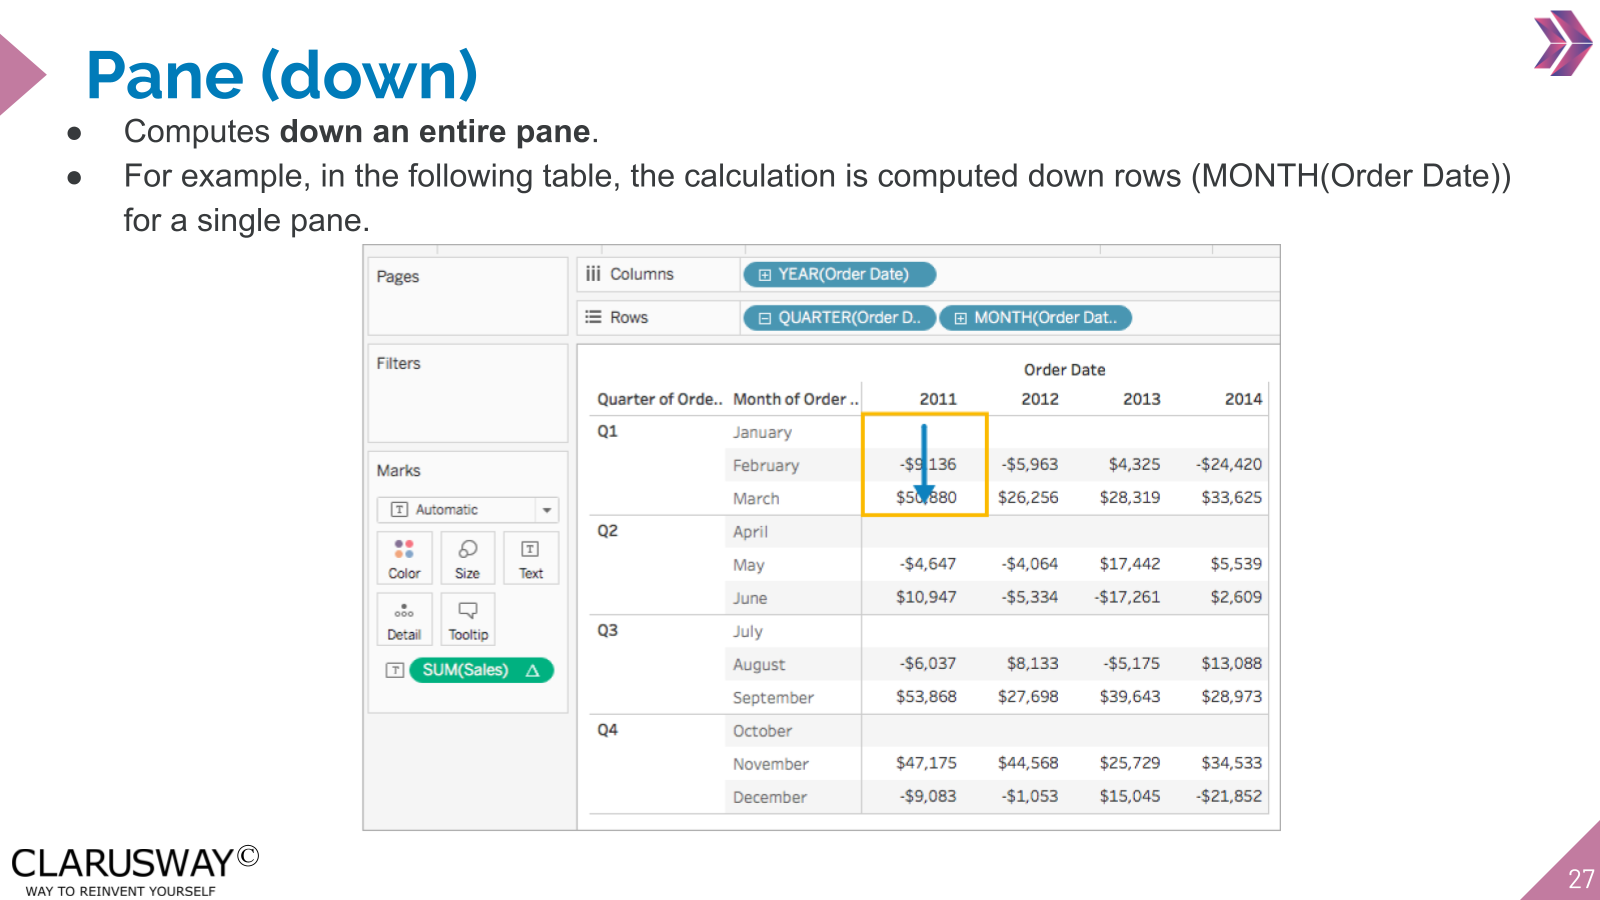 Pane (down)
● Computes down an entire pane.
● For example, in the following table, the calculation is computed down rows (MONTH(Order Date))
for a single pane.
Pages
Columns YEAR(Order Date)
Rows QUARTER(Order D.. MONTH(Order Dat..
Filters
Order Date
Quarter of Orde.. Month of Order .. 2011 2012 2013 2014
Q1 January
February -$9,136 -$5,963 $4,325 -$24,420
March $50,880 $26,256 $28,319 $33,625
Q2 April
May -$4,647 -$4,064 $17,442 $5,539
June $10,947 -$5,334 -$17,261 $2,609
Q3 July
August -$6,037 $8,133 -$5,175 $13,088
September $53,868 $27,698 $39,643 $28,973
Q4 October
November $47,175 $44,568 $25,729 $34,533
December -$9,083 -$1,053 $15,045 -$21,852
Marks
T Automatic
Color Size T Text
Detail Tooltip
T SUM(Sales) Δ
CLARUSWAY©
WAY TO REINVENT YOURSELF
27